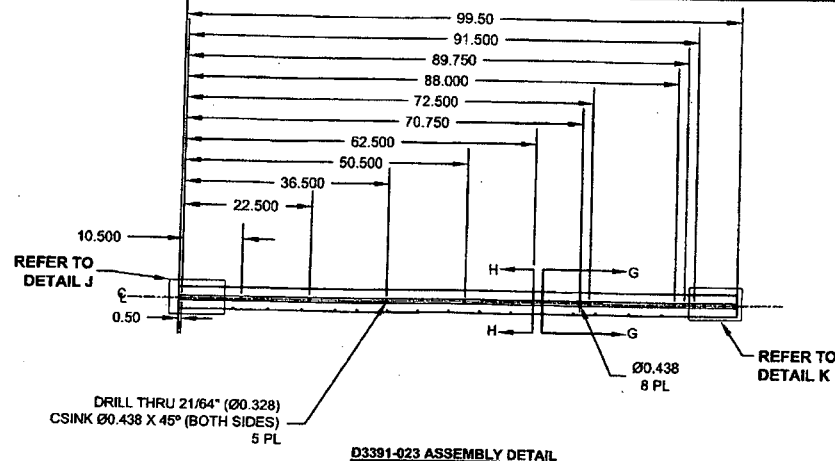 99.50
91.500
89.750
88.000
72.500
70.750
62.500
50.500
36.500
22.500
10.500
REFER TO
DETAIL J
H
G
℄
0.50
H
G
REFER TO
DETAIL K
Ø0.438
8 PL
DRILL THRU 21/64" (Ø0.328)
CSINK Ø0.438 X 45° (BOTH SIDES)
5 PL
D3391-023 ASSEMBLY DETAIL